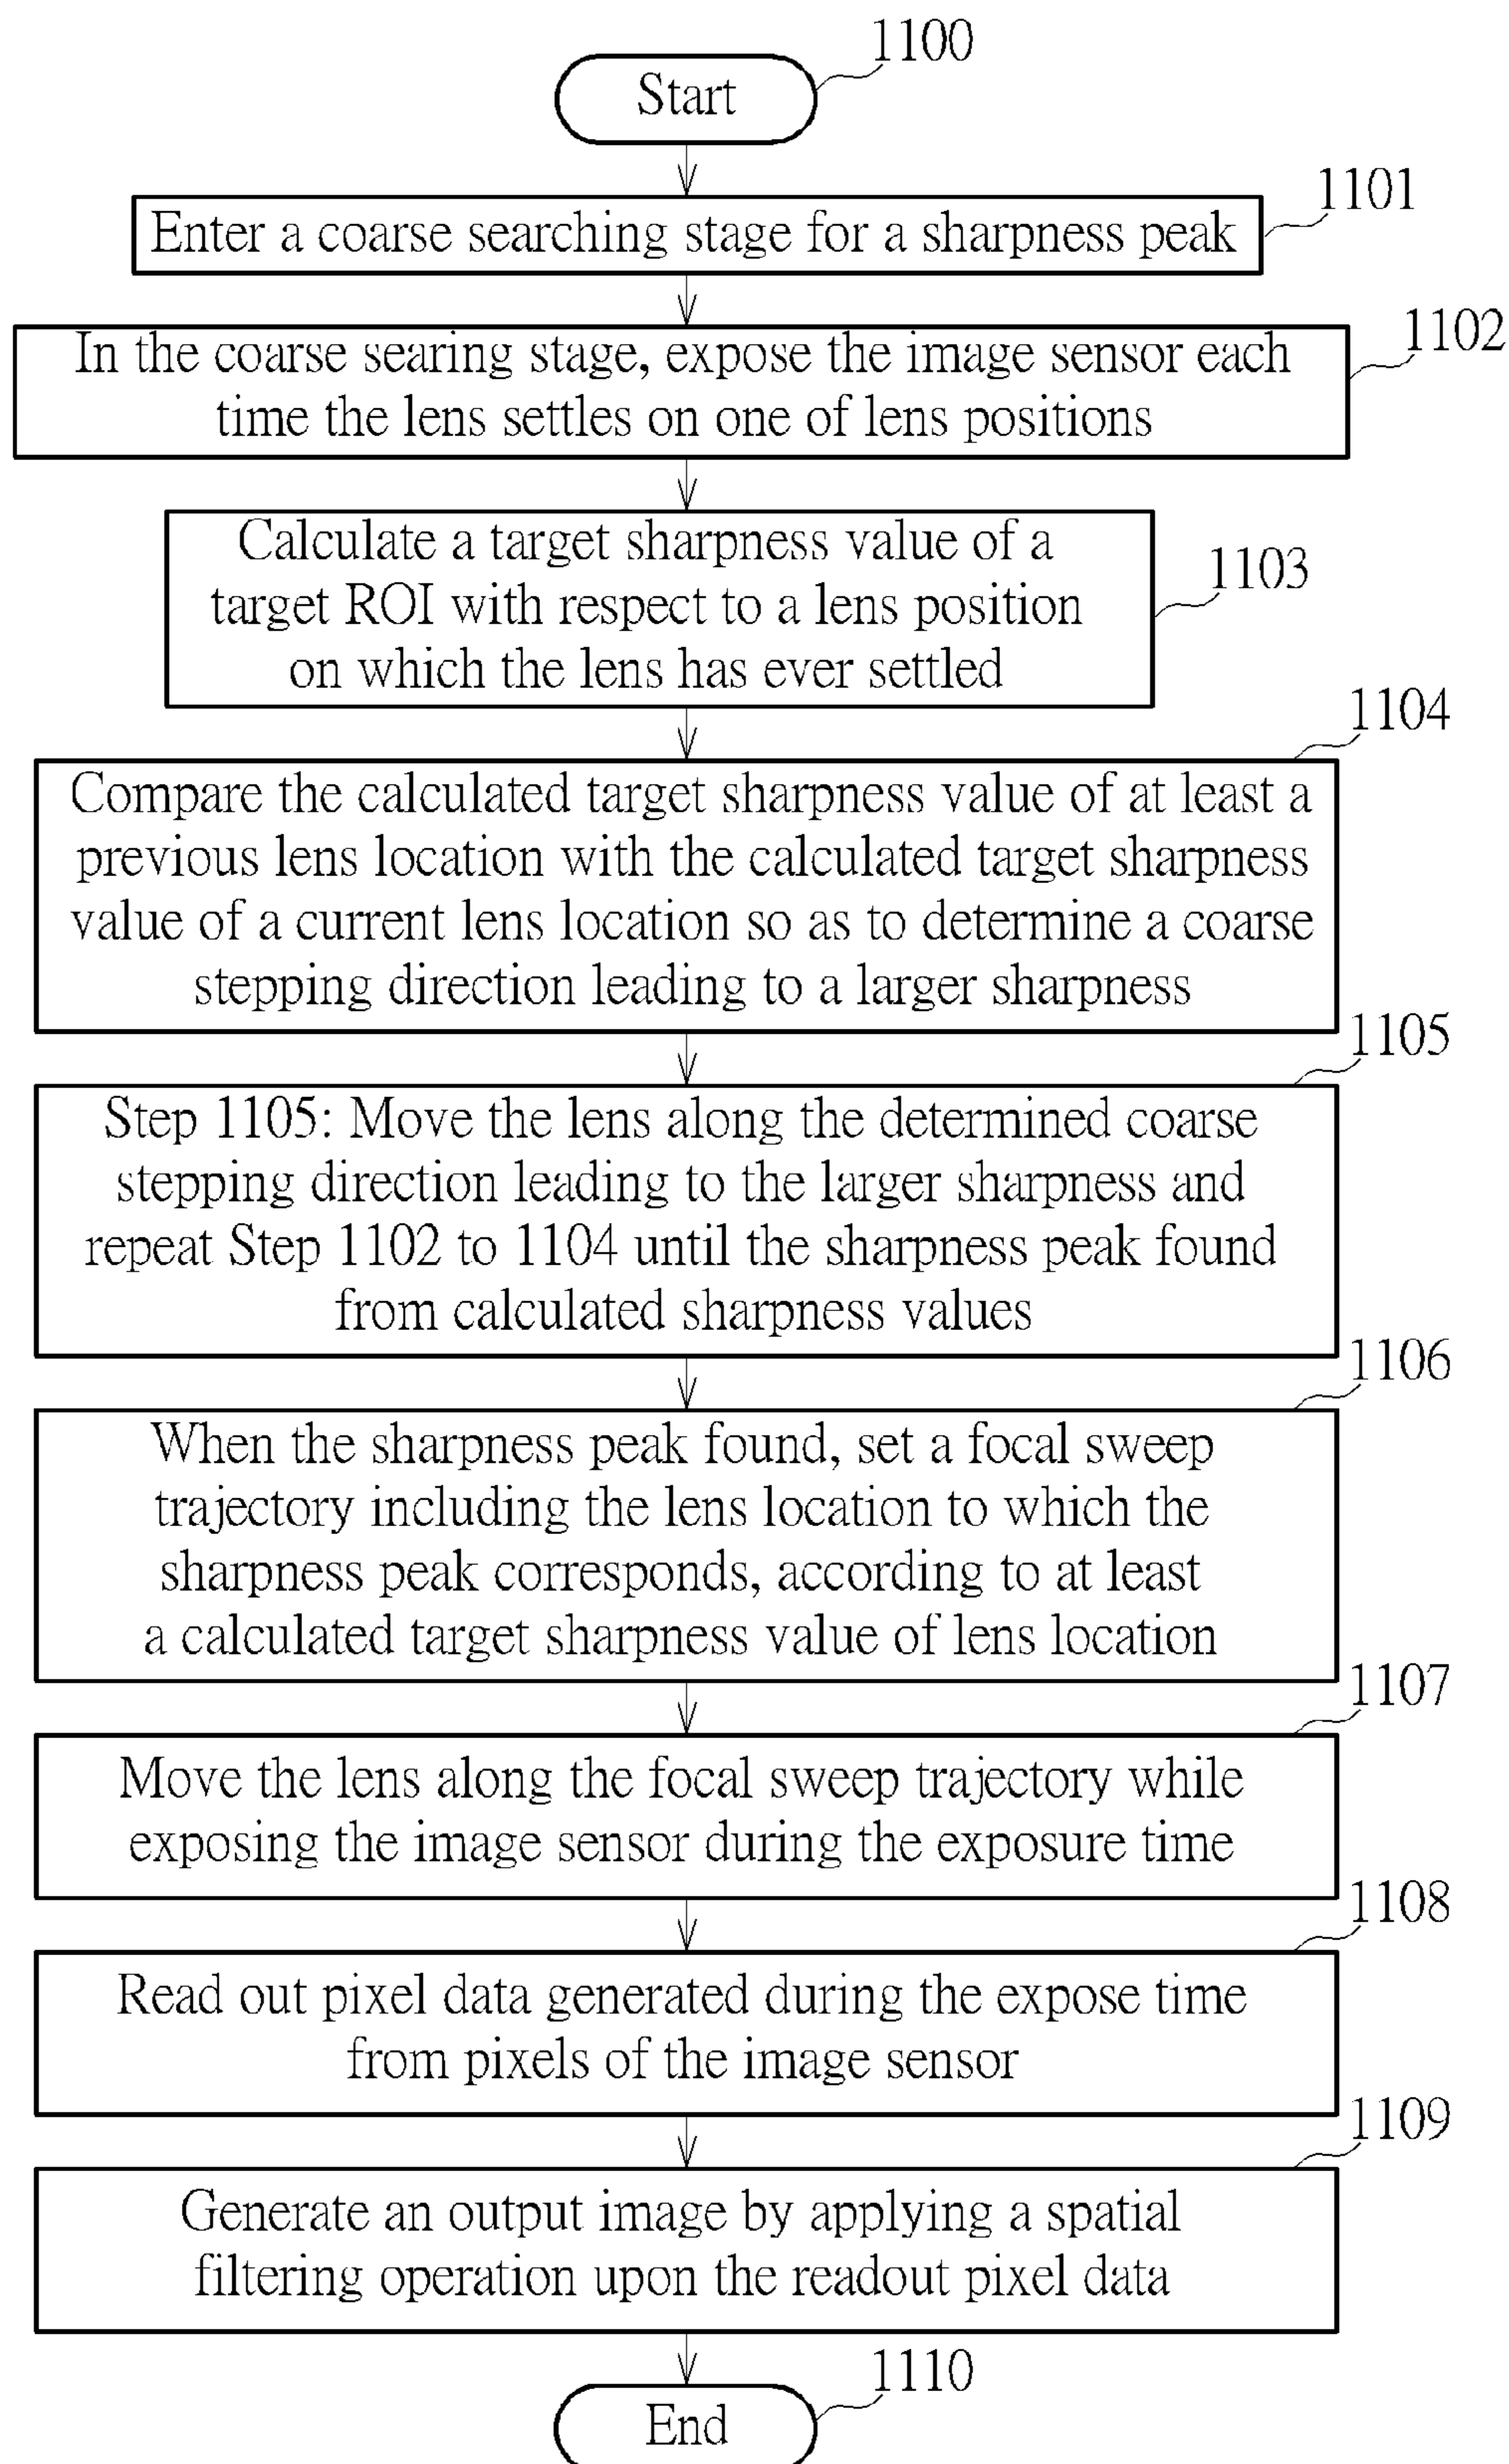 1100
Start
1101
Enter a coarse searching stage for a sharpness peak
1102
In the coarse searing stage, expose the image sensor each
time the lens settles on one of lens positions
1103
Calculate a target sharpness value of a
target ROI with respect to a lens position
on which the lens has ever settled
1104
Compare the calculated target sharpness value of at least a
previous lens location with the calculated target sharpness
value of a current lens location so as to determine a coarse
stepping direction leading to a larger sharpness
1105
Step 1105: Move the lens along the determined coarse
stepping direction leading to the larger sharpness and
repeat Step 1102 to 1104 until the sharpness peak found
from calculated sharpness values
1106
When the sharpness peak found, set a focal sweep
trajectory including the lens location to which the
sharpness peak corresponds, according to at least
a calculated target sharpness value of lens location
1107
Move the lens along the focal sweep trajectory while
exposing the image sensor during the exposure time
1108
Read out pixel data generated during the expose time
from pixels of the image sensor
1109
Generate an output image by applying a spatial
filtering operation upon the readout pixel data
1110
End